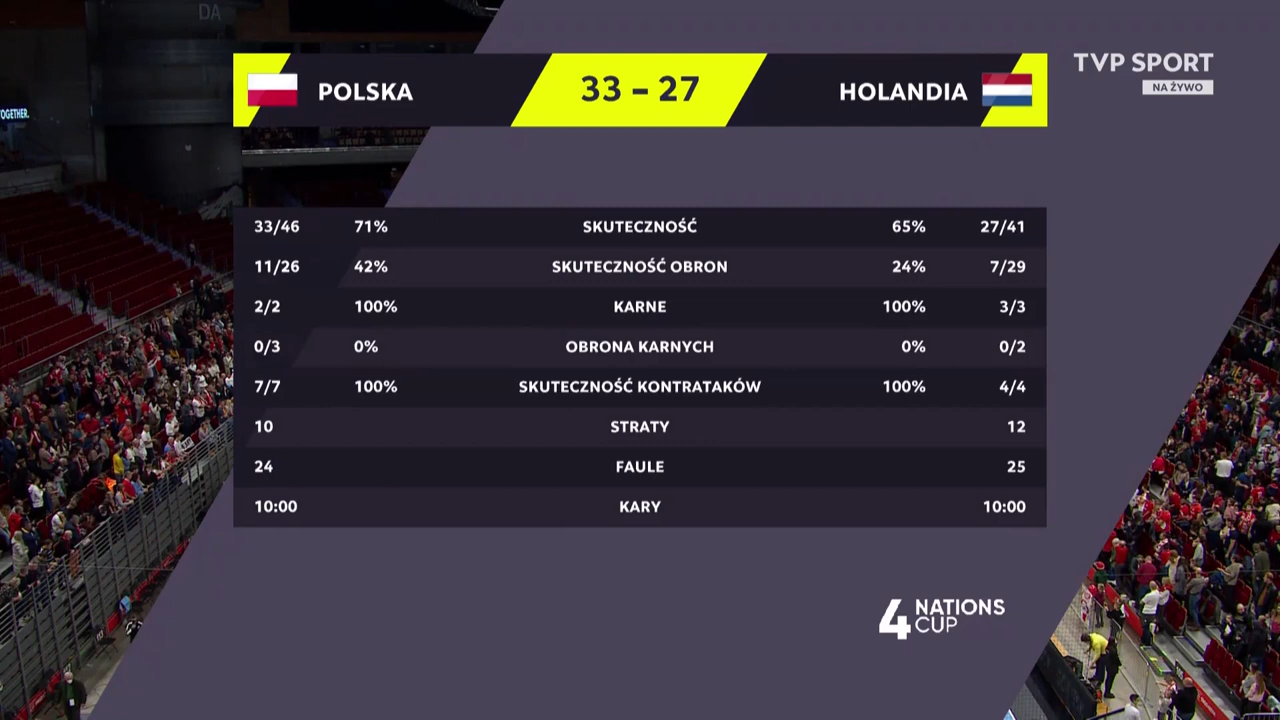 DA
OGETHER.
POLSKA 33 – 27 HOLANDIA
TVP SPORT
NA ŻYWO
33/46 71% SKUTECZNOŚĆ 65% 27/41
11/26 42% SKUTECZNOŚĆ OBRON 24% 7/29
2/2 100% KARNE 100% 3/3
0/3 0% OBRONA KARNYCH 0% 0/2
7/7 100% SKUTECZNOŚĆ KONTRATAKÓW 100% 4/4
10 STRATY 12
24 FAULE 25
10:00 KARY 10:00
4 NATIONS
CUP